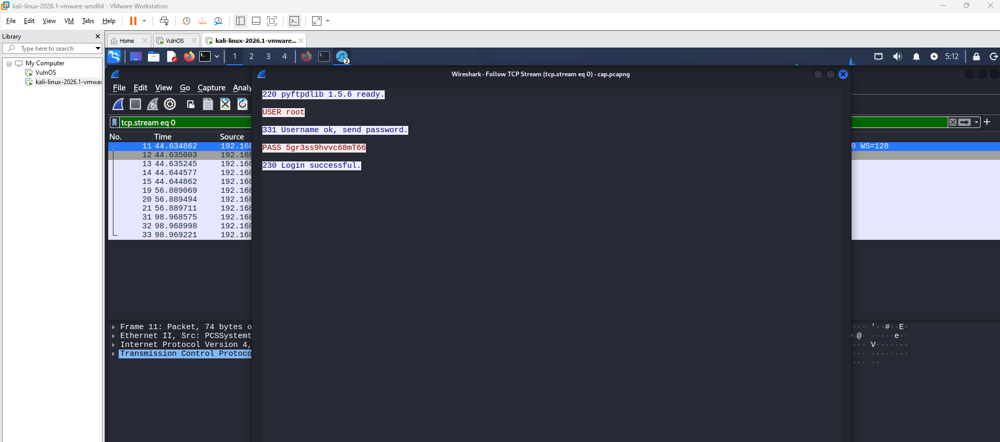 kali-linux-2026.1-vmware-amd64 - VMware Workstation
File Edit View VM Tabs Help
Library
Type here to search
My Computer
VulnOS
kali-linux-2026.1-vmwar
Home
VulnOS
kali-linux-2026.1-vmware...
1 2 3 4
2
5:12
Wireshark · Follow TCP Stream (tcp.stream eq 0) · cap.pcapng
File Edit View Go Capture Analy
tcp.stream eq 0
No. Time Source
11 44.634862 192.168
12 44.635003 192.168
13 44.635245 192.168
14 44.644577 192.168
15 44.644862 192.168
19 56.889069 192.168
20 56.889494 192.168
21 56.889711 192.168
31 98.968575 192.168
32 98.968998 192.168
33 98.969221 192.168
0 WS=128
220 pyftpdlib 1.5.6 ready.
USER root
331 Username ok, send password.
PASS 5gr3ss9hvvc68mT66
230 Login successful.
Frame 11: Packet, 74 bytes o
Ethernet II, Src: PCSSystemt
Internet Protocol Version 4,
Transmission Control Protoco
··· '··#··E·
·@· ·····e··
··· V·······
··· ········
··· ··